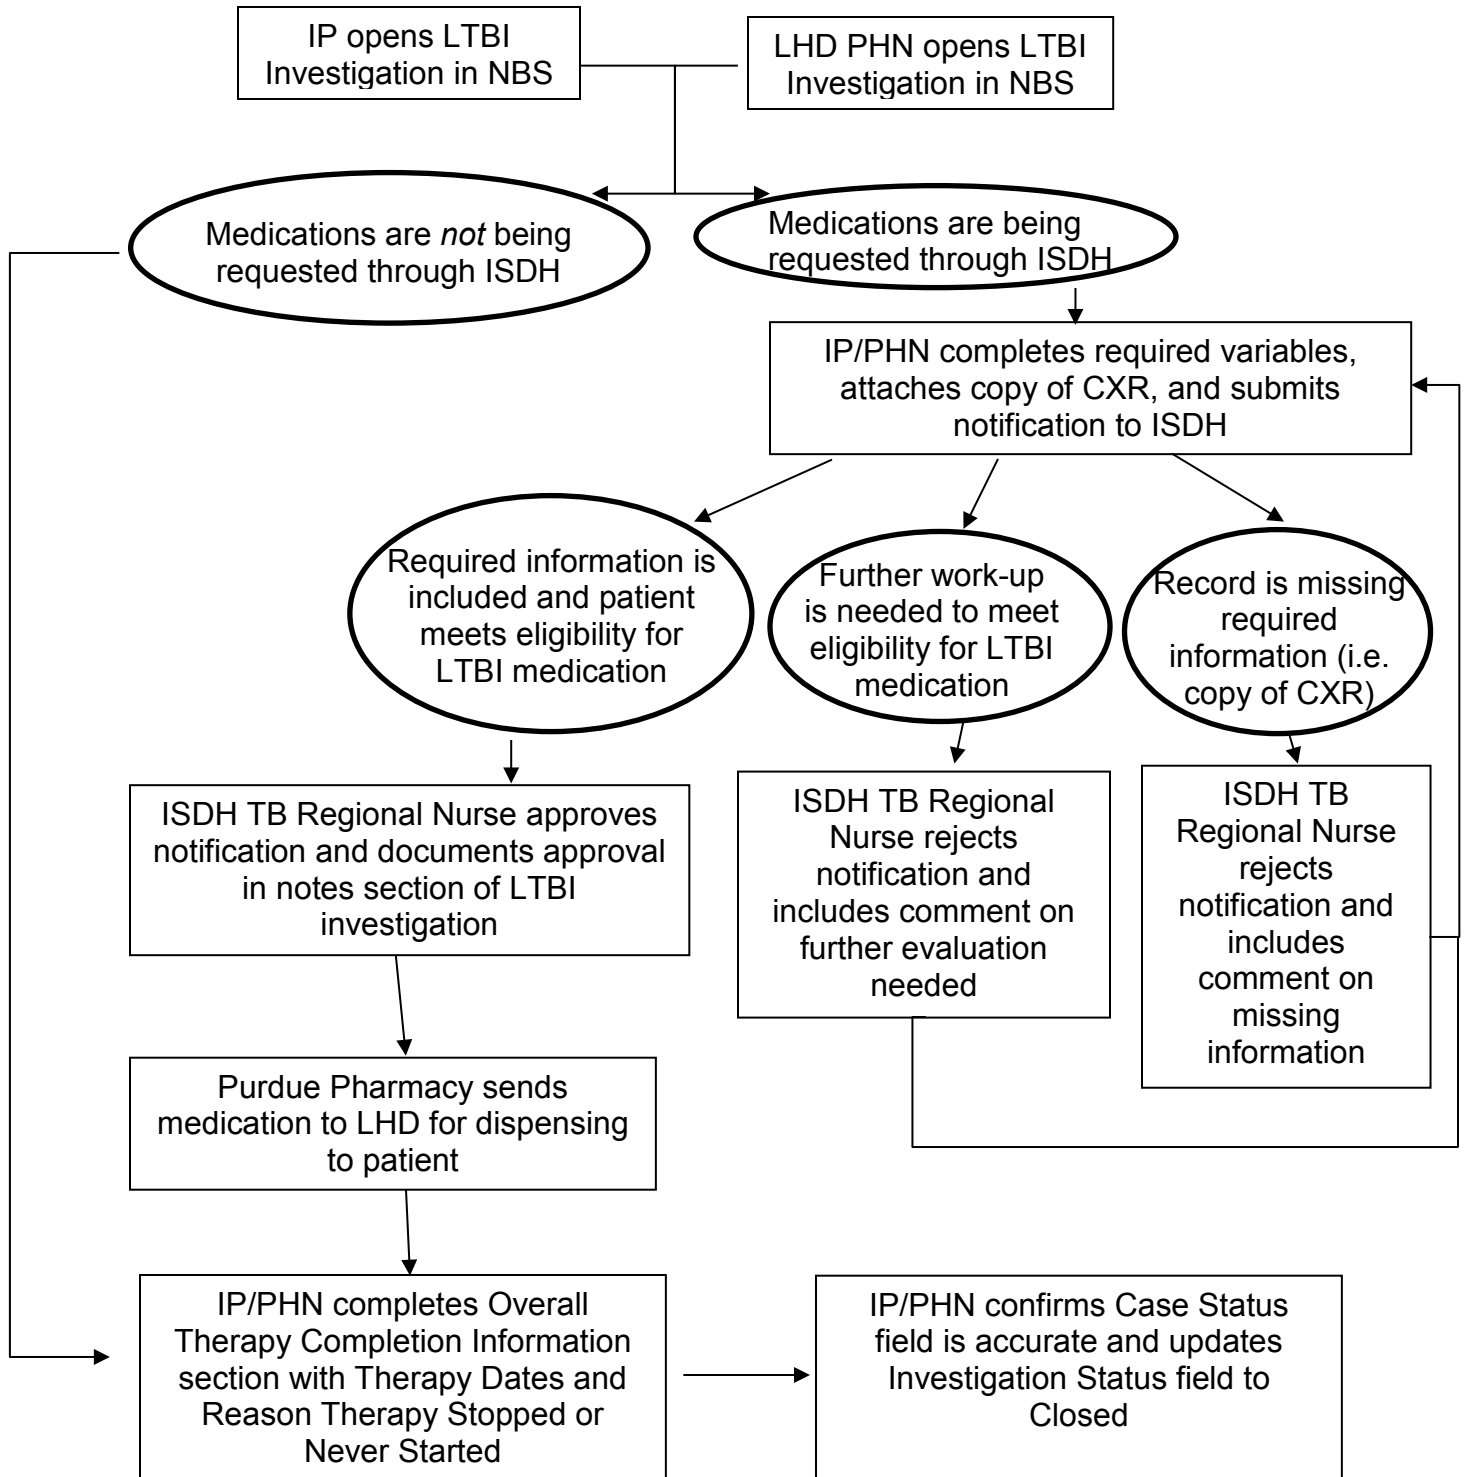 IP opens LTBI
Investigation in NBS
LHD PHN opens LTBI
Investigation in NBS
Medications are not being
requested through ISDH
Medications are being
requested through ISDH
IP/PHN completes required variables,
attaches copy of CXR, and submits
notification to ISDH
Required information is
included and patient
meets eligibility for
LTBI medication
Further work-up
is needed to meet
eligibility for LTBI
medication
Record is missing
required
information (i.e.
copy of CXR)
ISDH TB Regional Nurse approves
notification and documents approval
in notes section of LTBI
investigation
ISDH TB Regional
Nurse rejects
notification and
includes comment on
further evaluation
needed
ISDH TB
Regional Nurse
rejects
notification and
includes
comment on
missing
information
Purdue Pharmacy sends
medication to LHD for dispensing
to patient
IP/PHN completes Overall
Therapy Completion Information
section with Therapy Dates and
Reason Therapy Stopped or
Never Started
IP/PHN confirms Case Status
field is accurate and updates
Investigation Status field to
Closed